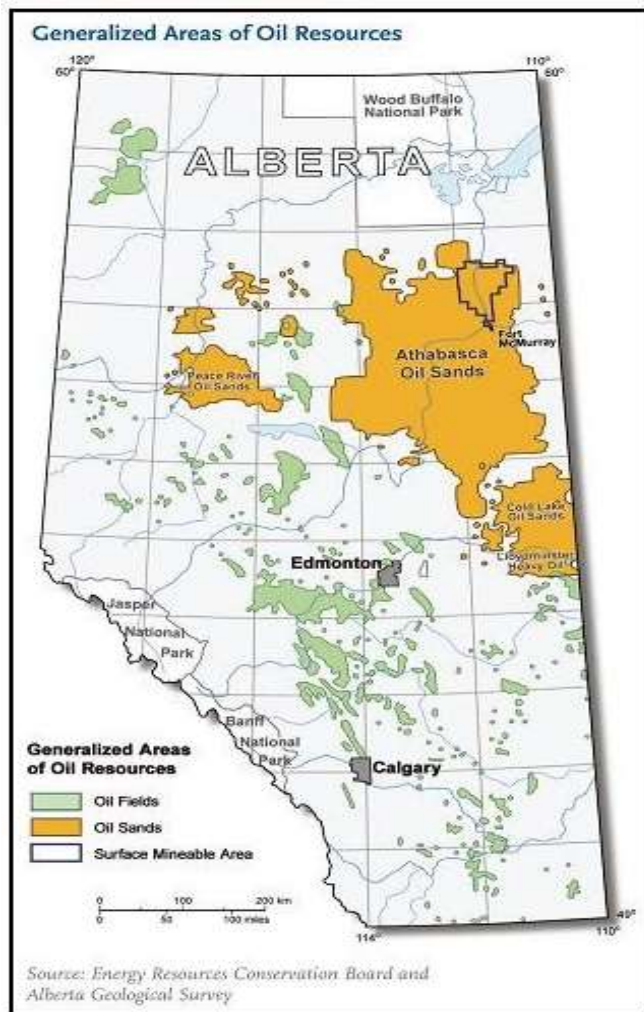 Generalized Areas of Oil Resources
120°
60°
110°
60°
Wood Buffalo
National Park
ALBERTA
Fort
McMurray
Athabasca
Oil Sands
Peace River
Oil Sands
Cold Lake
Oil Sands
Lloydminster
Heavy Oil
Edmonton
Jasper
National
Park
Banff
National
Park
Calgary
Generalized Areas
of Oil Resources
Oil Fields
Oil Sands
Surface Mineable Area
0 100 200 km
0 50 100 miles
114°
110°
49°
Source: Energy Resources Conservation Board and
Alberta Geological Survey